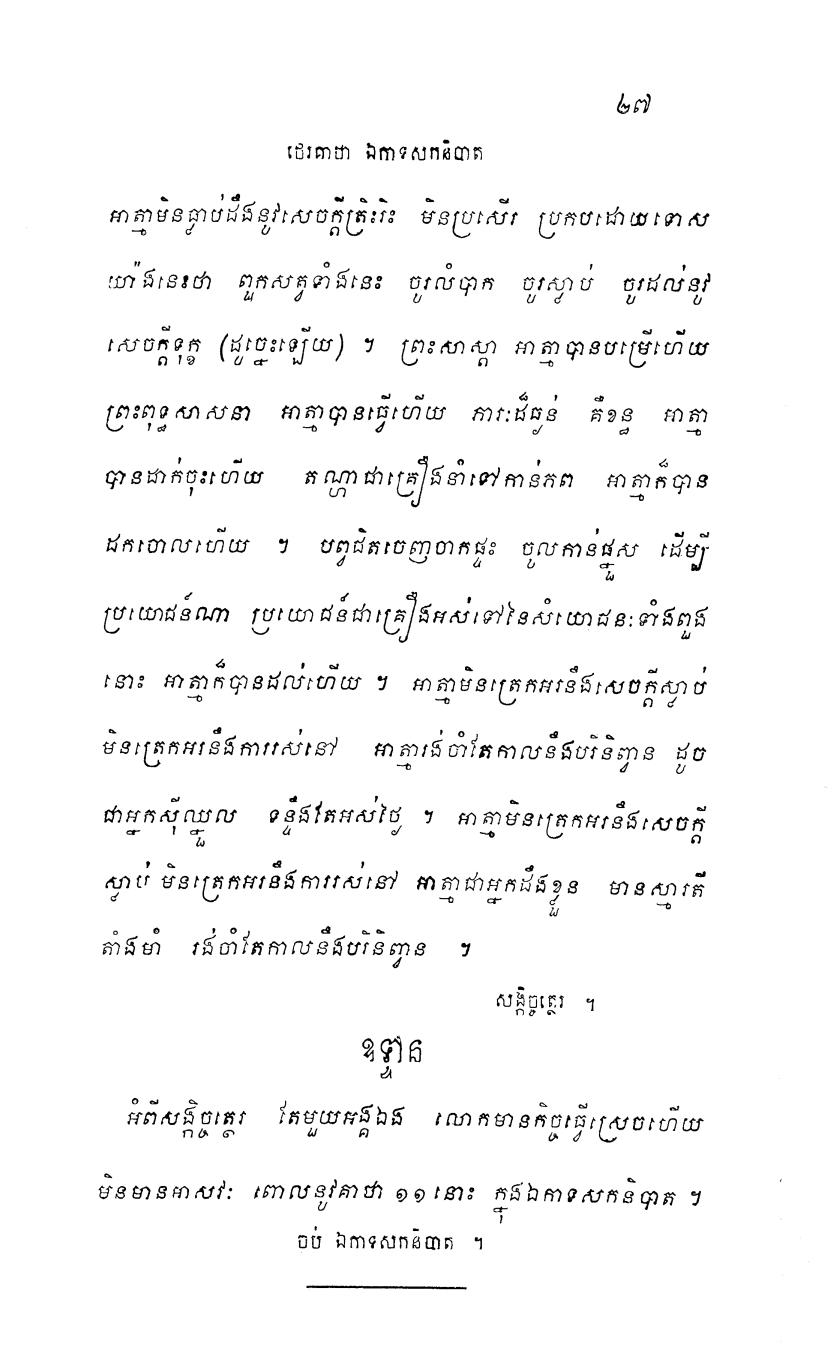 ២៧
ថេរគាថា ឯកាទសកនិបាត
អាត្មាមិនធ្លាប់ដឹងនូវសេចក្តីត្រិះរិះ មិនប្រសើរ ប្រកបដោយទោស
យ៉ាងនេះថា ពួកសត្វទាំងនេះ ចូរលំបាក ចូរស្លាប់ ចូរដល់នូវ
សេចក្តីទុក្ខ (ដូច្នេះឡើយ) ។ ព្រះសាស្តា អាត្មាបានបម្រើហើយ
ព្រះពុទ្ធសាសនា អាត្មាបានធ្វើហើយ ភារៈដ៏ធ្ងន់ គឺខន្ធ អាត្មា
បានដាក់ចុះហើយ តណ្ហាជាគ្រឿងនាំទៅកាន់ភព អាត្មាក៏បាន
ដកចោលហើយ ។ បព្វជិតចេញចាកផ្ទះ ចូលកាន់ផ្នួស ដើម្បី
ប្រយោជន៍ណា ប្រយោជន៍ជាគ្រឿងអស់ទៅនៃសំយោជនៈទាំងពួង
នោះ អាត្មាក៏បានដល់ហើយ ។ អាត្មាមិនត្រេកអរនឹងសេចក្តីស្លាប់
មិនត្រេកអរនឹងការរស់នៅ អាត្មារង់ចាំតែកាលនឹងបរិនិព្វាន ដូច
ជាអ្នកស៊ីឈ្នួល ទន្ទឹងតែអស់ថ្ងៃ ។ អាត្មាមិនត្រេកអរនឹងសេចក្តី
ស្លាប់ មិនត្រេកអរនឹងការរស់នៅ អាត្មាជាអ្នកដឹងខ្លួន មានស្មារតី
តាំងមាំ រង់ចាំតែកាលនឹងបរិនិព្វាន ។
សង្កិច្ចត្ថេរ ។
ឧទ្ទាន
អំពីសង្កិច្ចត្ថេរ តែមួយអង្គឯង លោកមានកិច្ចធ្វើស្រេចហើយ
មិនមានអាសវៈ ពោលនូវគាថា ១១ នោះ ក្នុងឯកាទសកនិបាត ។
ចប់ ឯកាទសកនិបាត ។